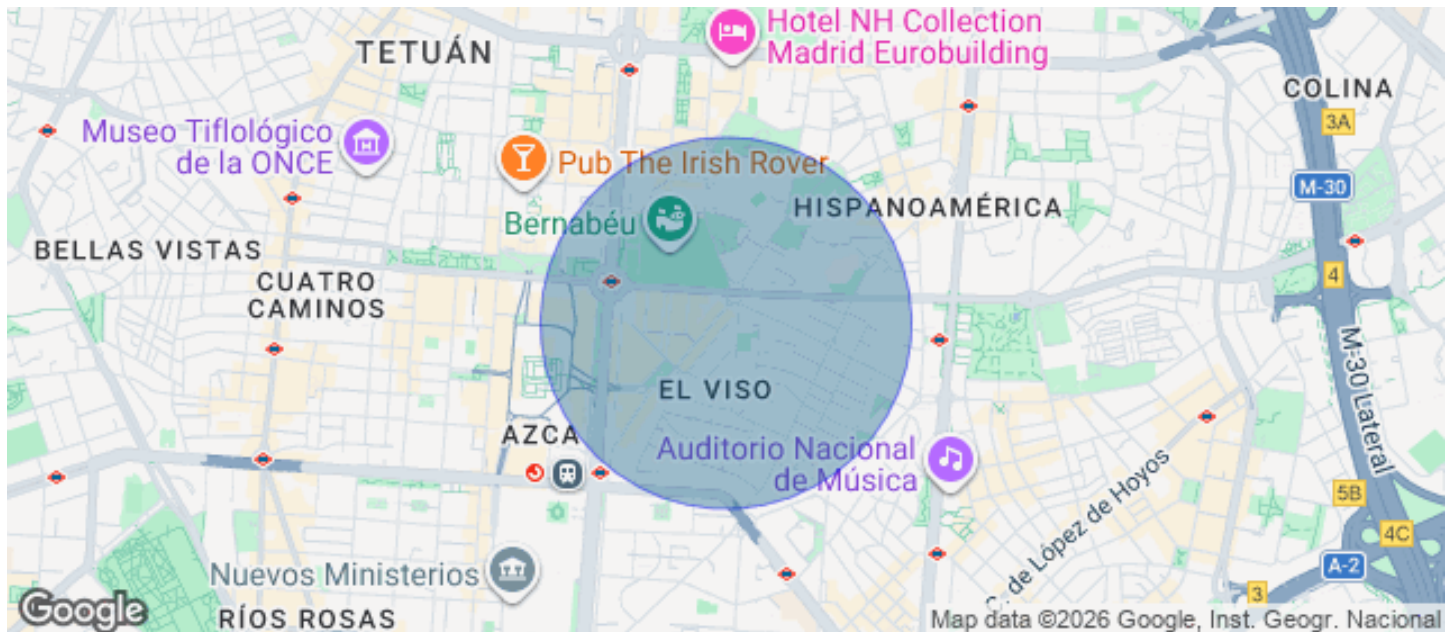 Hotel NH Collection
Madrid Eurobuilding
TETUÁN
COLINA
3A
Museo Tiflológico
de la ONCE
Pub The Irish Rover
M-30
Bernabéu
HISPANOAMÉRICA
BELLAS VISTAS
CUATRO
CAMINOS
4
M-30 Lateral
EL VISO
AZCA
Auditorio Nacional
de Música
C. de López de Hoyos
5B
4C
A-2
Nuevos Ministerios
3
RÍOS ROSAS
Google
Map data ©2026 Google, Inst. Geogr. Nacional